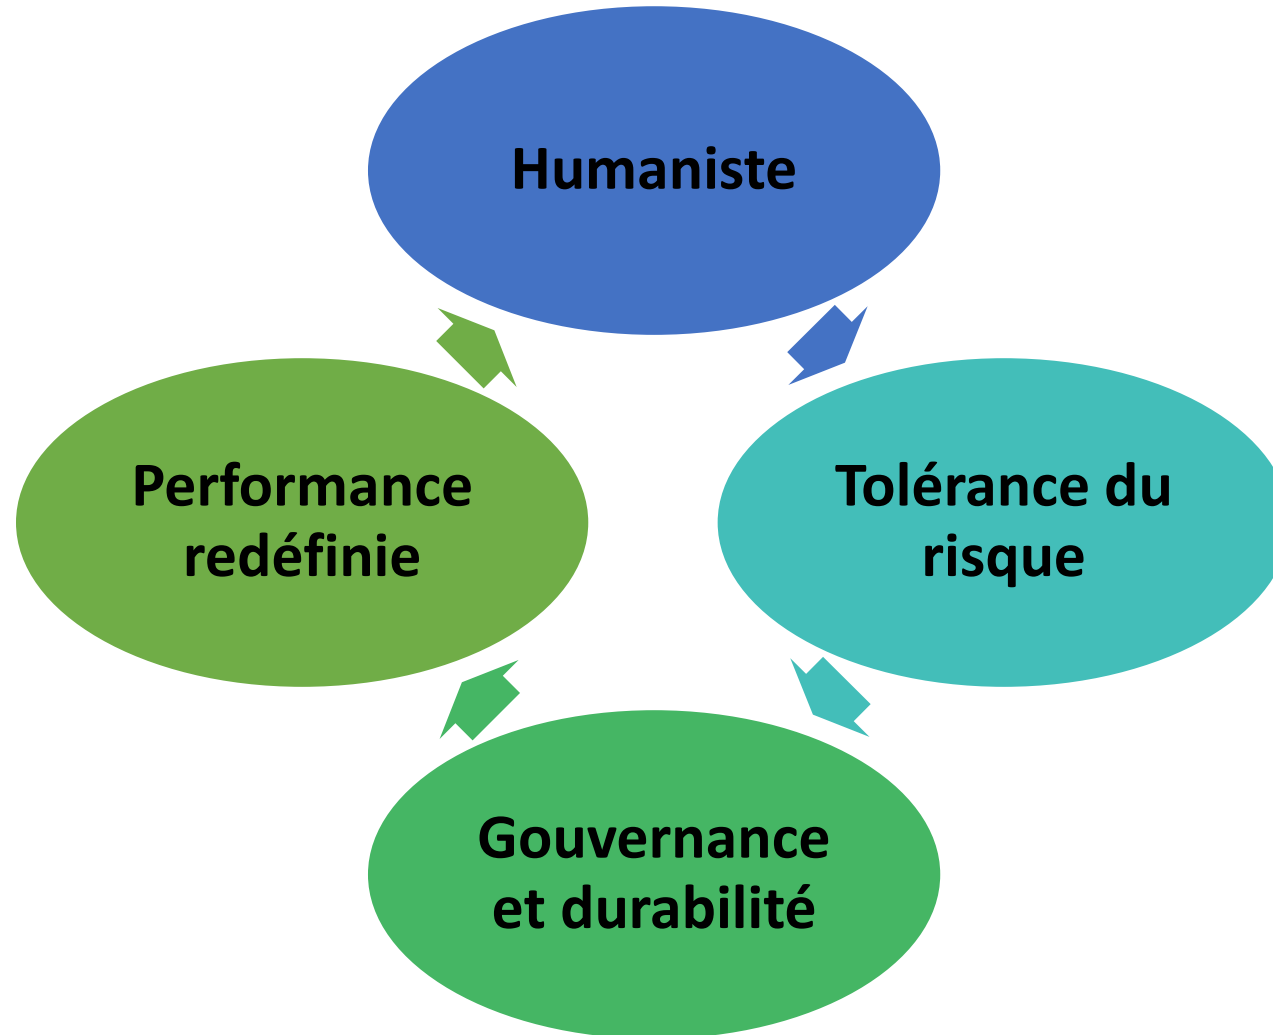 Humaniste
Performance
redéfinie
Tolérance du
risque
Gouvernance
et durabilité